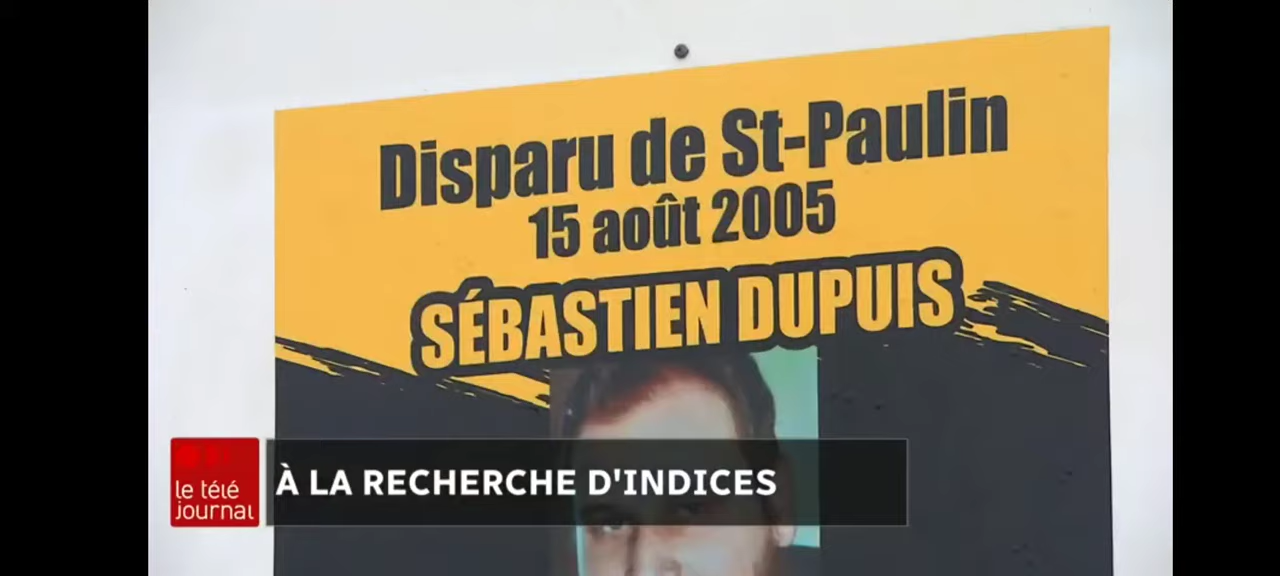 Disparu de St-Paulin
15 août 2005
SÉBASTIEN DUPUIS
le télé
journal
À LA RECHERCHE D'INDICES